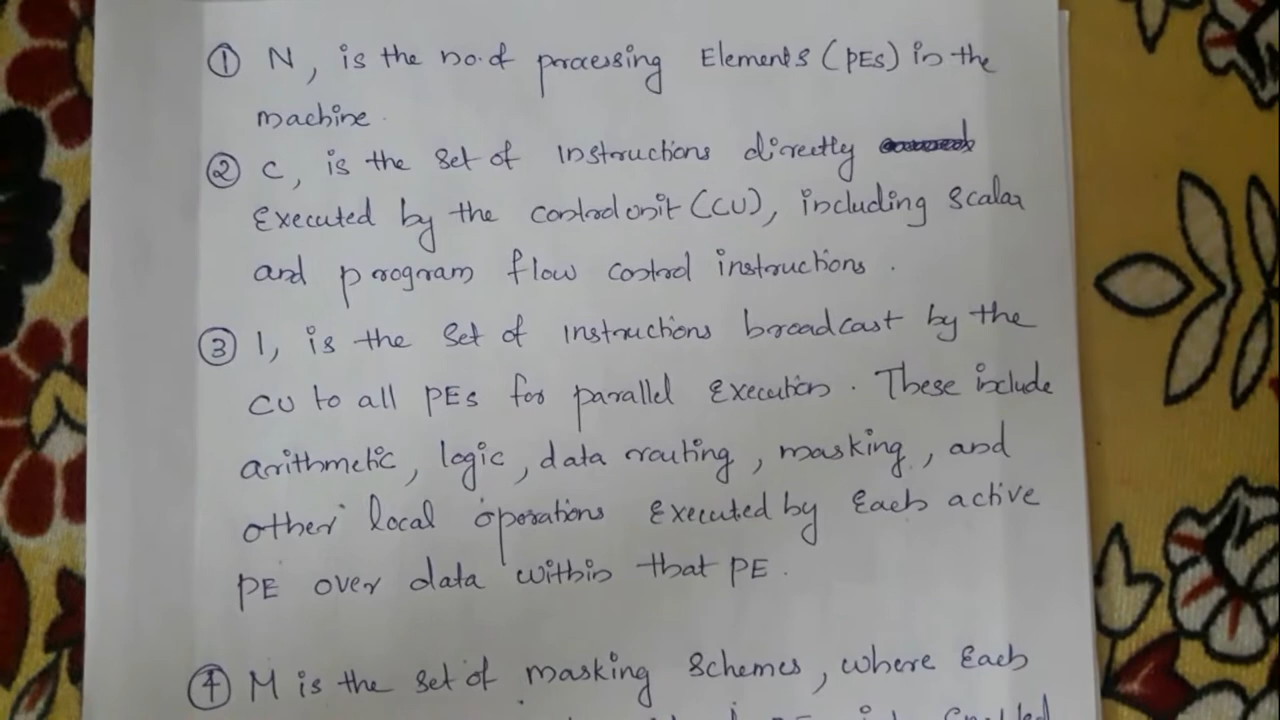 ① N, is the no. of processing Elements (PEs) in the
machine.
② C, is the set of instructions directly
Executed by the control unit (CU), including scalar
and program flow control instructions.
③ I, is the set of instructions broadcast by the
CU to all PEs for parallel Execution. These include
arithmetic, logic, data routing, masking, and
other local operations Executed by Each active
PE over data within that PE.
④ M is the set of masking schemes, where Each